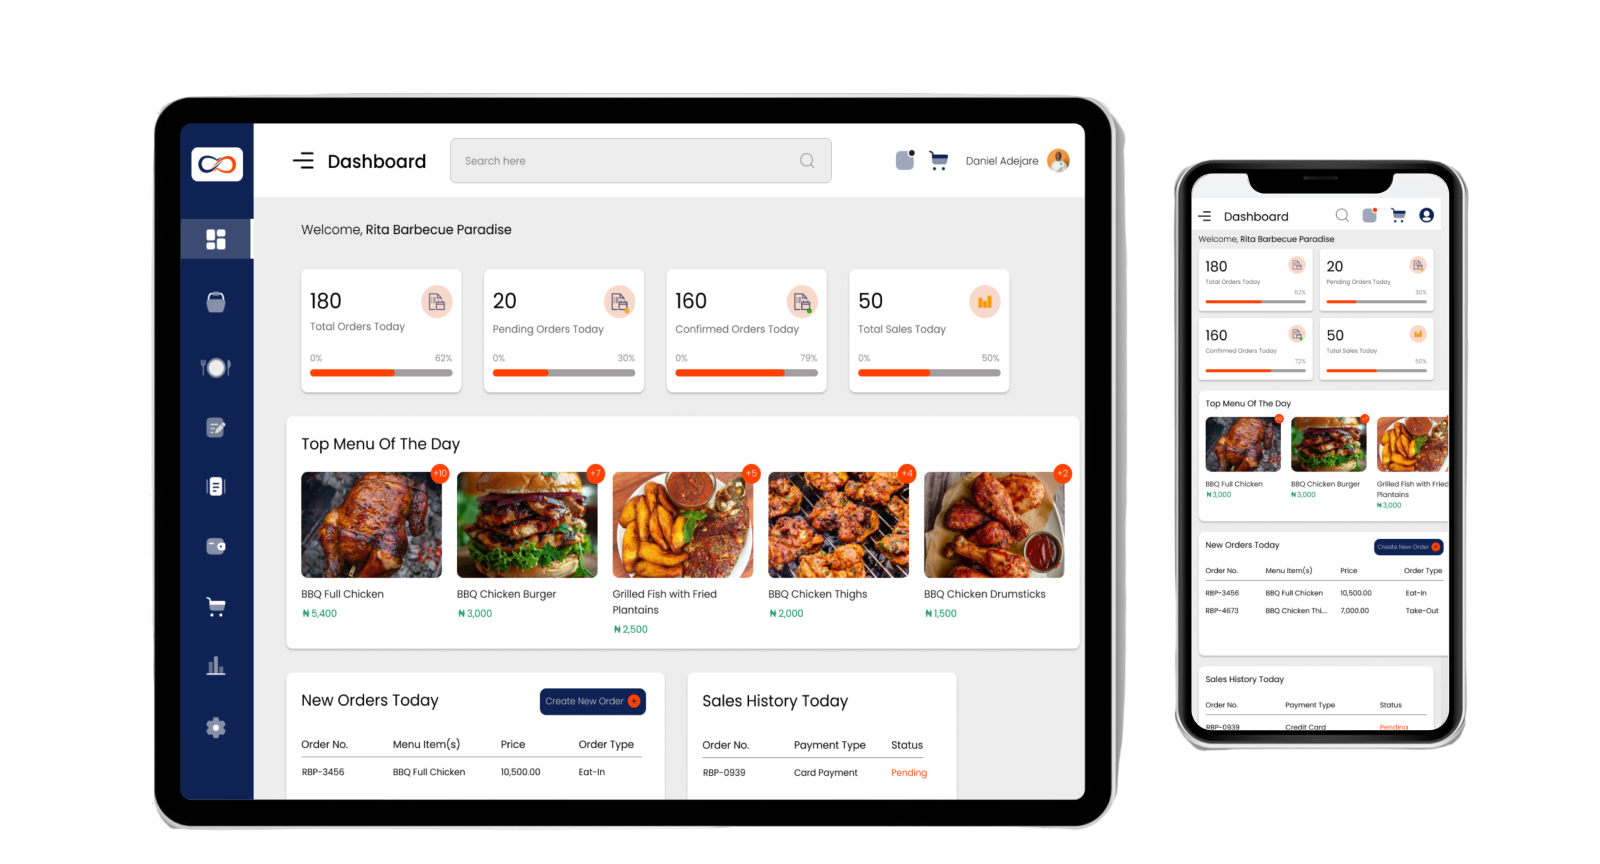 Dashboard
Search here
Daniel Adejare
Welcome, Rita Barbecue Paradise
180
Total Orders Today
0% 62%
20
Pending Orders Today
0% 30%
160
Confirmed Orders Today
0% 79%
50
Total Sales Today
0% 50%
Top Menu Of The Day
+10
+7
+5
+4
+2
BBQ Full Chicken
₦ 5,400
BBQ Chicken Burger
₦ 3,000
Grilled Fish with Fried
Plantains
₦ 2,500
BBQ Chicken Thighs
₦ 2,000
BBQ Chicken Drumsticks
₦ 1,500
New Orders Today
Create New Order +
Order No. Menu Item(s) Price Order Type
RBP-3456 BBQ Full Chicken 10,500.00 Eat-In
Sales History Today
Order No. Payment Type Status
RBP-0939 Card Payment Pending
Dashboard
Welcome, Rita Barbecue Paradise
180
Total Orders Today
62%
20
Pending Orders Today
30%
160
Confirmed Orders Today
72%
50
Total Sales Today
50%
Top Menu Of The Day
BBQ Full Chicken
₦ 3,000
BBQ Chicken Burger
₦ 3,000
Grilled Fish with Fried
Plantains
₦ 3,000
New Orders Today
Create New Order +
Order No. Menu Item(s) Price Order Type
RBP-3456 BBQ Full Chicken 10,500.00 Eat-In
RBP-4673 BBQ Chicken Thi... 7,000.00 Take-Out
Sales History Today
Order No. Payment Type Status
RBP-0939 Credit Card Pending